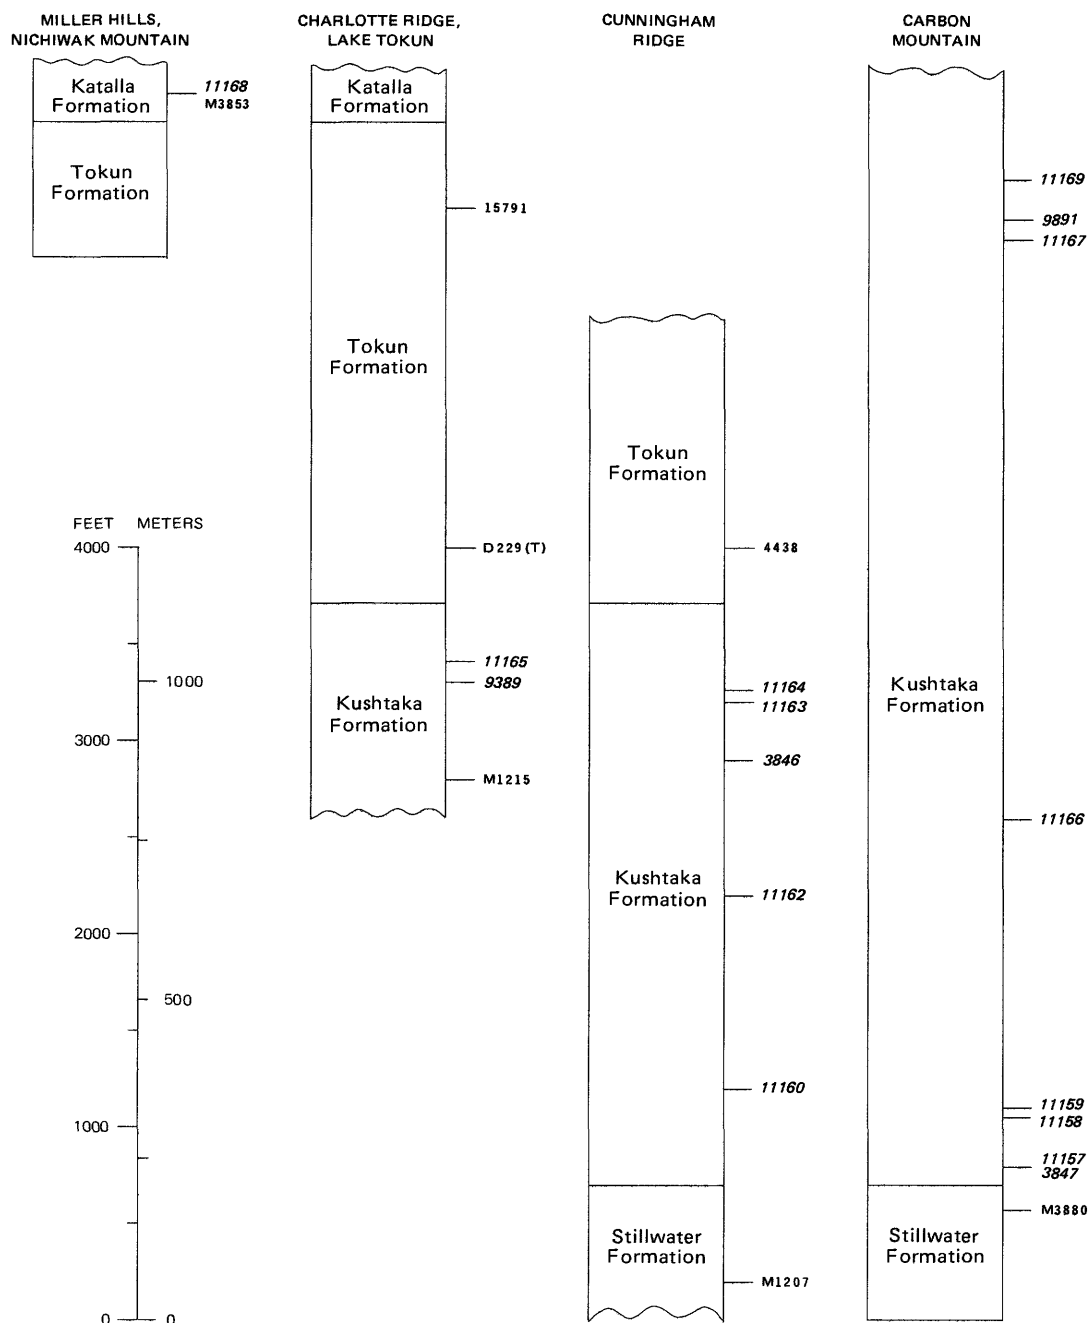 MILLER HILLS,
NICHIWAK MOUNTAIN
Katalla
Formation
11168
M3853
Tokun
Formation
CHARLOTTE RIDGE,
LAKE TOKUN
Katalla
Formation
15791
Tokun
Formation
D229 (T)
11165
9389
Kushtaka
Formation
M1215
CUNNINGHAM
RIDGE
Tokun
Formation
4438
11164
11163
3846
Kushtaka
Formation
11162
11160
Stillwater
Formation
M1207
CARBON
MOUNTAIN
11169
9891
11167
Kushtaka
Formation
11166
11159
11158
11157
3847
M3880
Stillwater
Formation
FEET METERS
4000
1000
3000
2000
500
1000
0 0